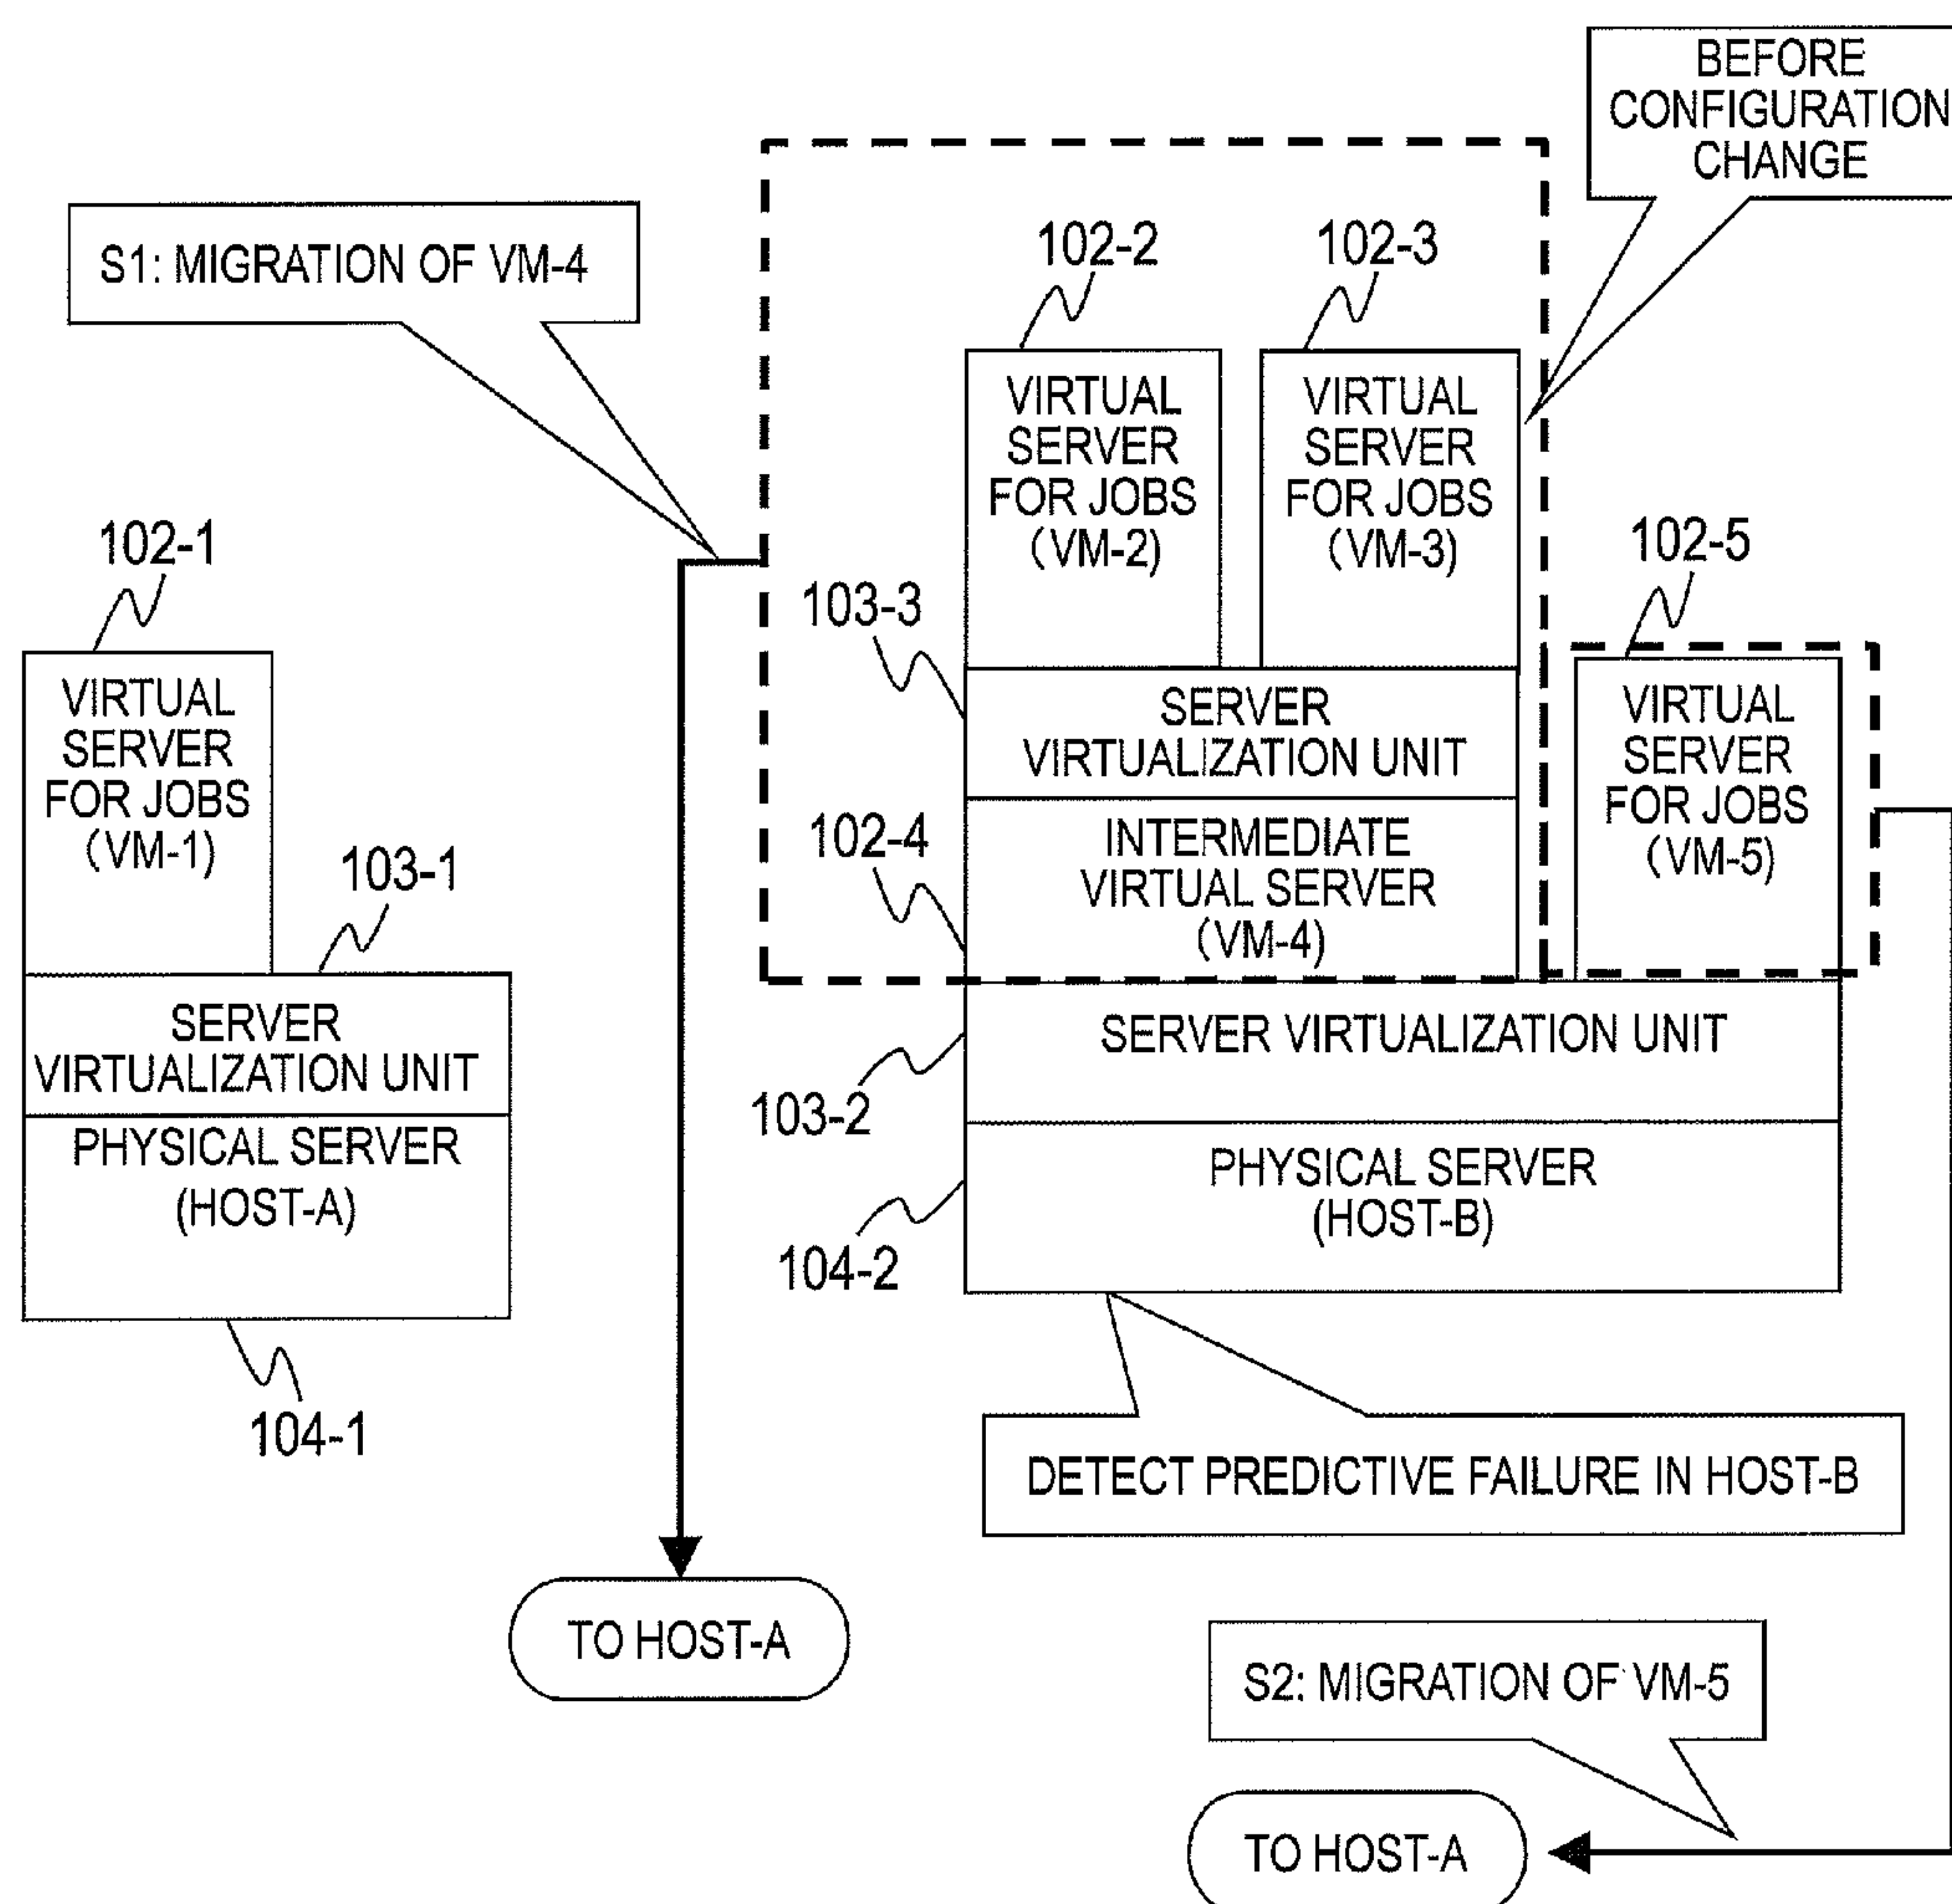 BEFORE
CONFIGURATION
CHANGE
S1: MIGRATION OF VM-4
102-2
102-3
VIRTUAL
SERVER
FOR JOBS
(VM-2)
VIRTUAL
SERVER
FOR JOBS
(VM-3)
102-1
102-5
103-3
VIRTUAL
SERVER
FOR JOBS
(VM-1)
SERVER
VIRTUALIZATION UNIT
VIRTUAL
SERVER
FOR JOBS
(VM-5)
102-4
INTERMEDIATE
VIRTUAL SERVER
(VM-4)
103-1
SERVER
VIRTUALIZATION UNIT
SERVER VIRTUALIZATION UNIT
103-2
PHYSICAL SERVER
(HOST-A)
PHYSICAL SERVER
(HOST-B)
104-2
104-1
DETECT PREDICTIVE FAILURE IN HOST-B
TO HOST-A
S2: MIGRATION OF VM-5
TO HOST-A